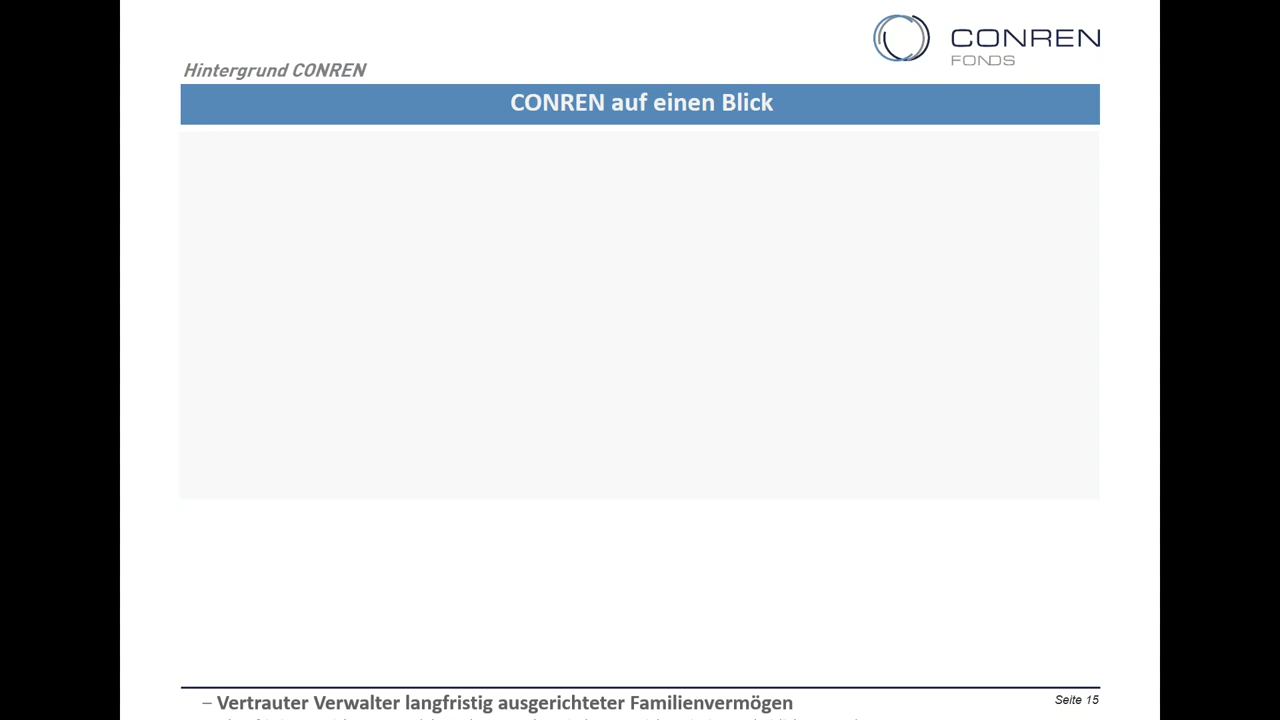 CONREN
FONDS
Hintergrund CONREN
CONREN auf einen Blick
– Vertrauter Verwalter langfristig ausgerichteter Familienvermögen
Seite 15